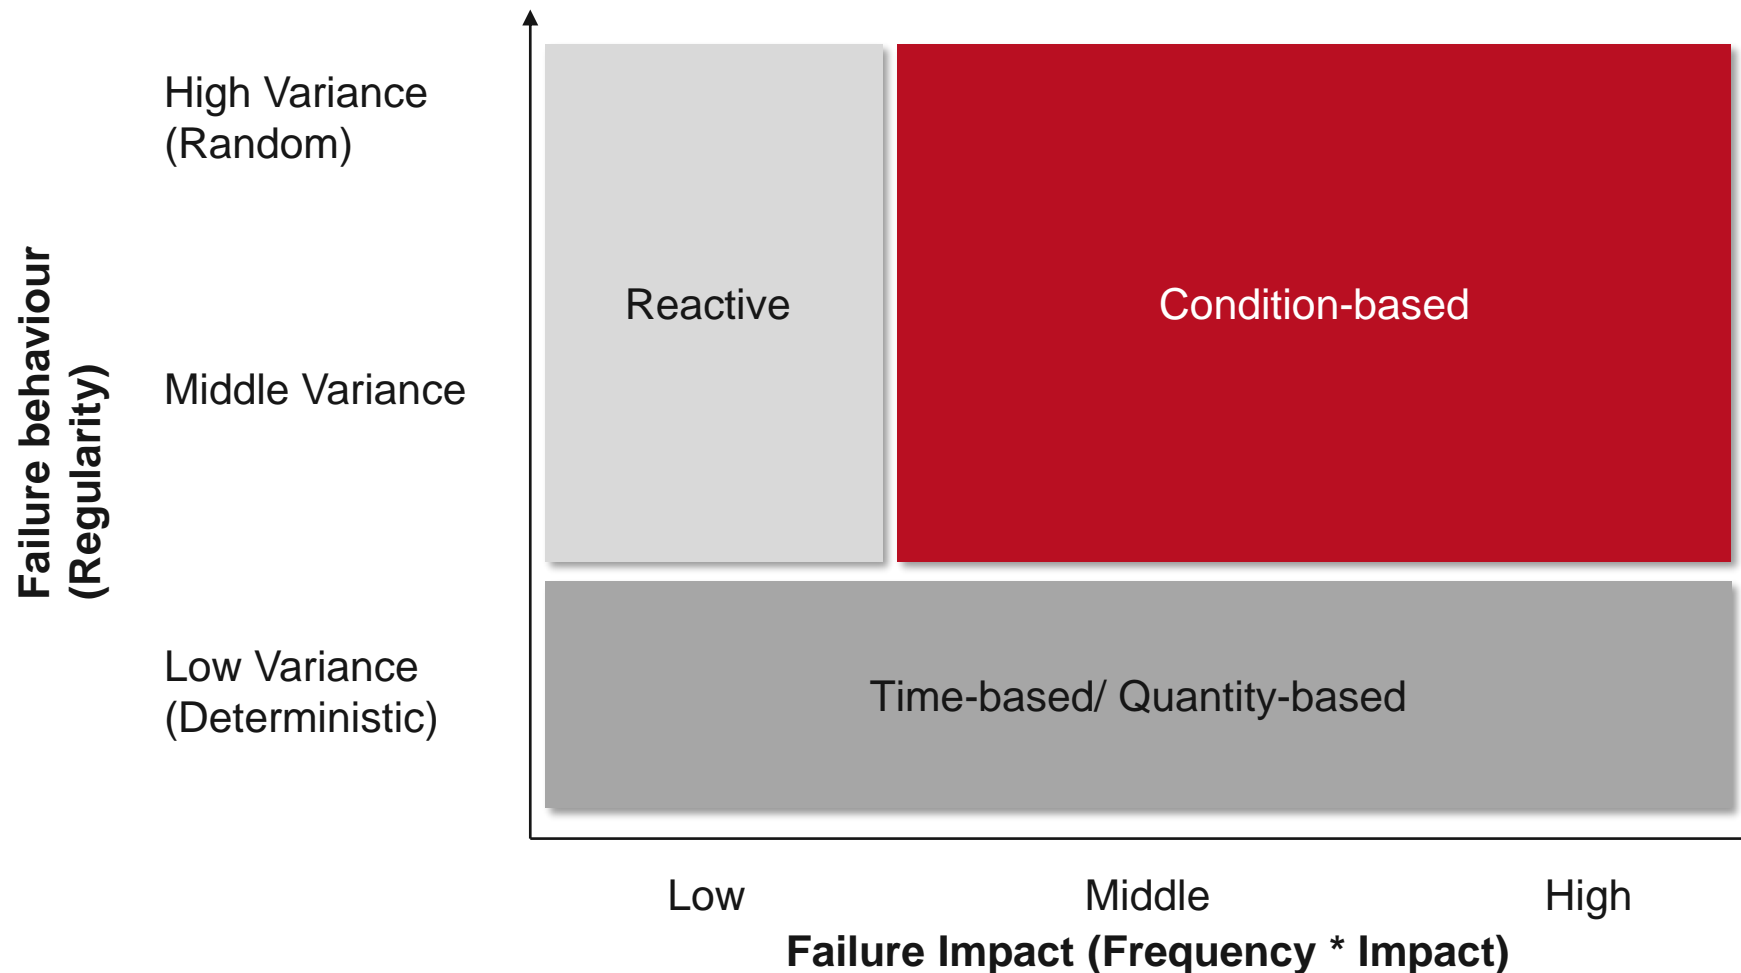 Failure behaviour
(Regularity)
High Variance
(Random)
Middle Variance
Low Variance
(Deterministic)
Reactive
Condition-based
Time-based/ Quantity-based
Low
Middle
High
Failure Impact (Frequency * Impact)